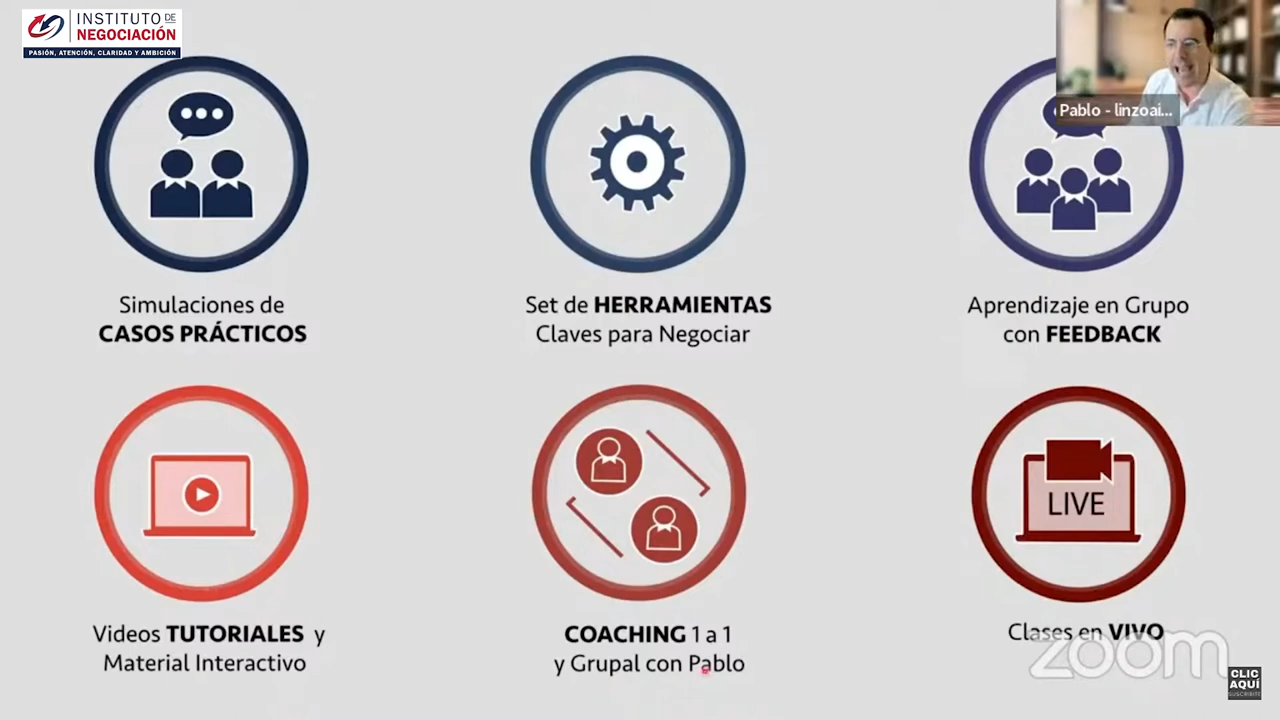 INSTITUTO DE
NEGOCIACIÓN
PASIÓN, ATENCIÓN, CLARIDAD Y AMBICIÓN
Pablo - linzoai...
Simulaciones de
CASOS PRÁCTICOS
Set de HERRAMIENTAS
Claves para Negociar
Aprendizaje en Grupo
con FEEDBACK
LIVE
Videos TUTORIALES y
Material Interactivo
COACHING 1 a 1
y Grupal con Pablo
Clases en VIVO
zoom
CLIC
AQUÍ
SUSCRIBITE